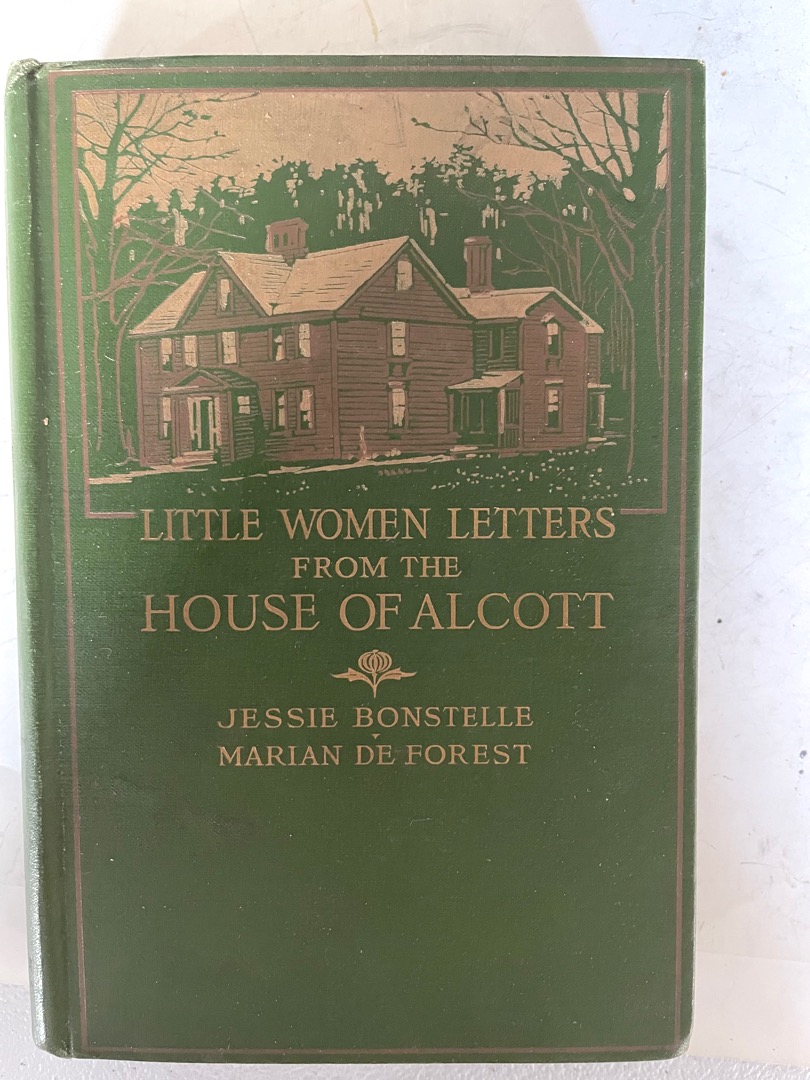 LITTLE WOMEN LETTERS
FROM THE
HOUSE OF ALCOTT
JESSIE BONSTELLE
MARIAN DE FOREST